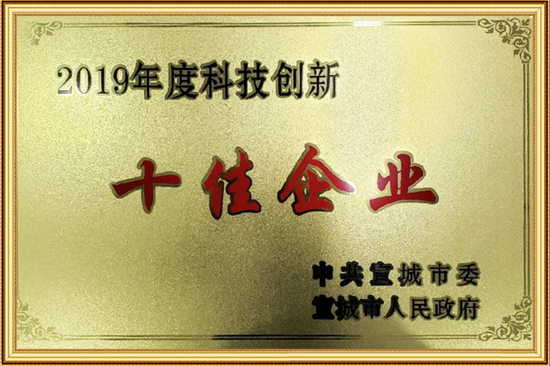 2019年度科技创新
十佳企业
中共宣城市委
宣城市人民政府